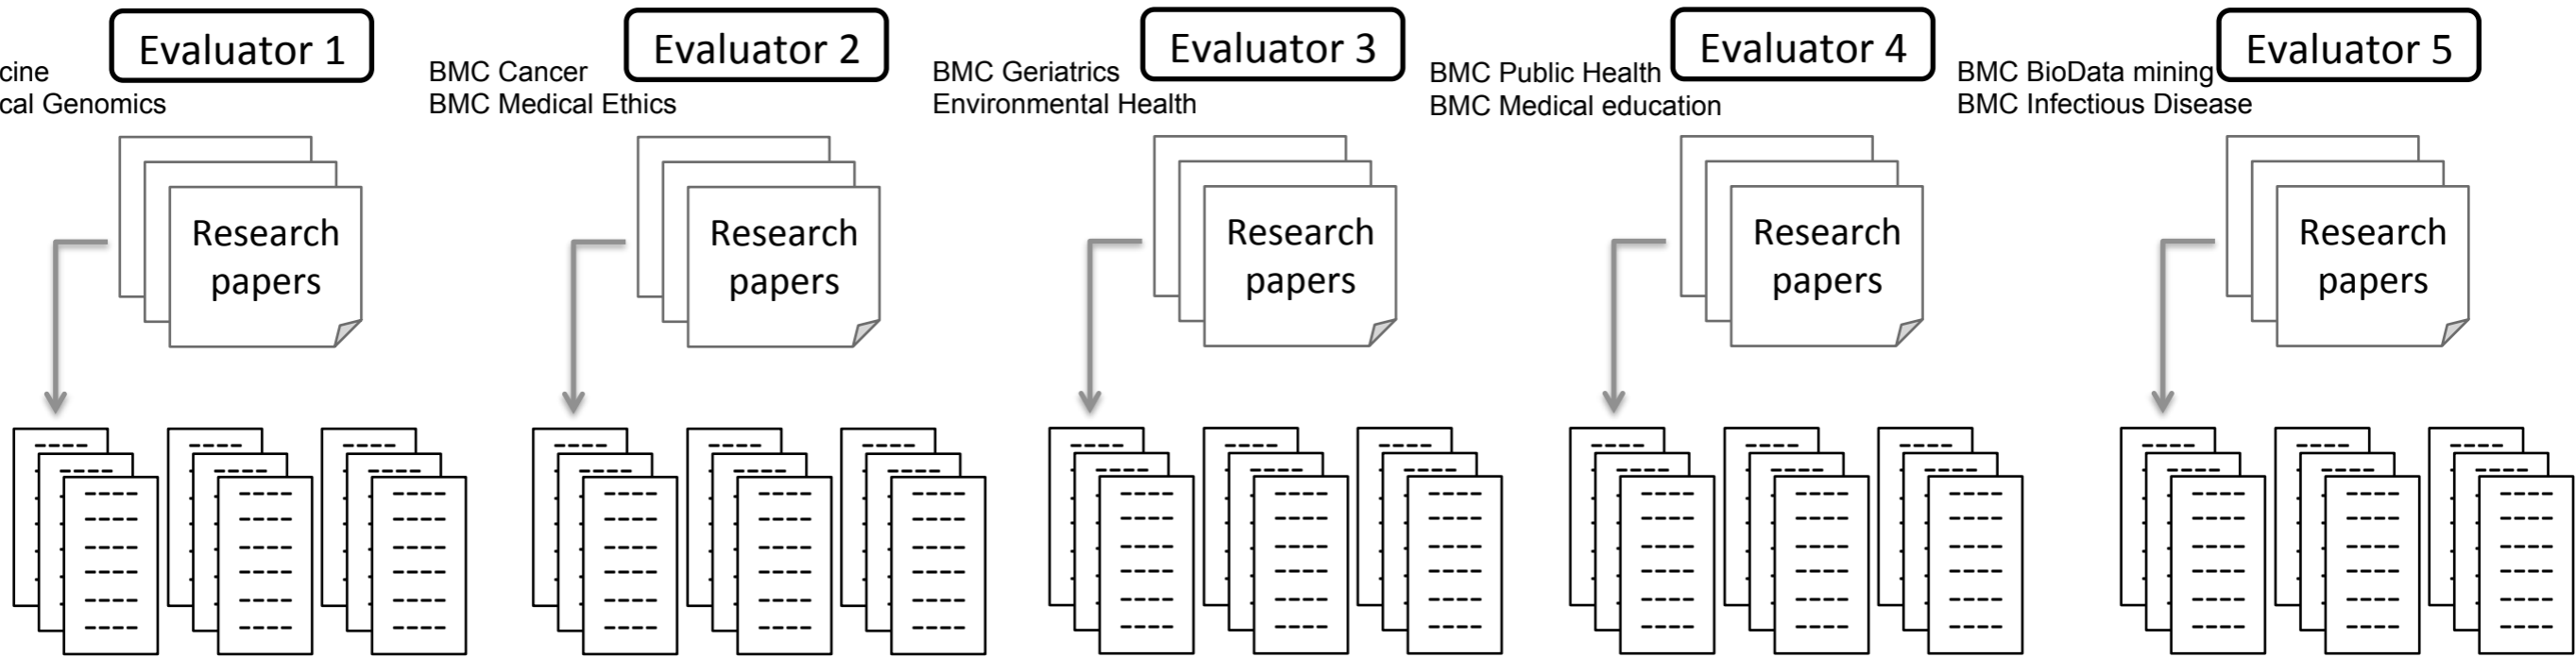 Evaluator 1
cine
cal Genomics
Research
papers
Evaluator 2
BMC Cancer
BMC Medical Ethics
Research
papers
Evaluator 3
BMC Geriatrics
Environmental Health
Research
papers
Evaluator 4
BMC Public Health
BMC Medical education
Research
papers
Evaluator 5
BMC BioData mining
BMC Infectious Disease
Research
papers